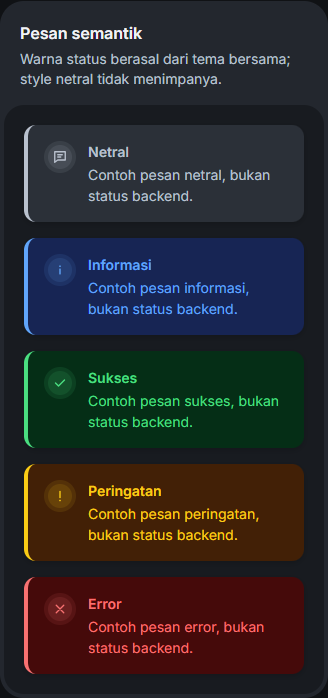 Pesan semantik
Warna status berasal dari tema bersama;
style netral tidak menimpanya.
Netral
Contoh pesan netral, bukan
status backend.
Informasi
Contoh pesan informasi,
bukan status backend.
Sukses
Contoh pesan sukses, bukan
status backend.
Peringatan
Contoh pesan peringatan,
bukan status backend.
Error
Contoh pesan error, bukan
status backend.